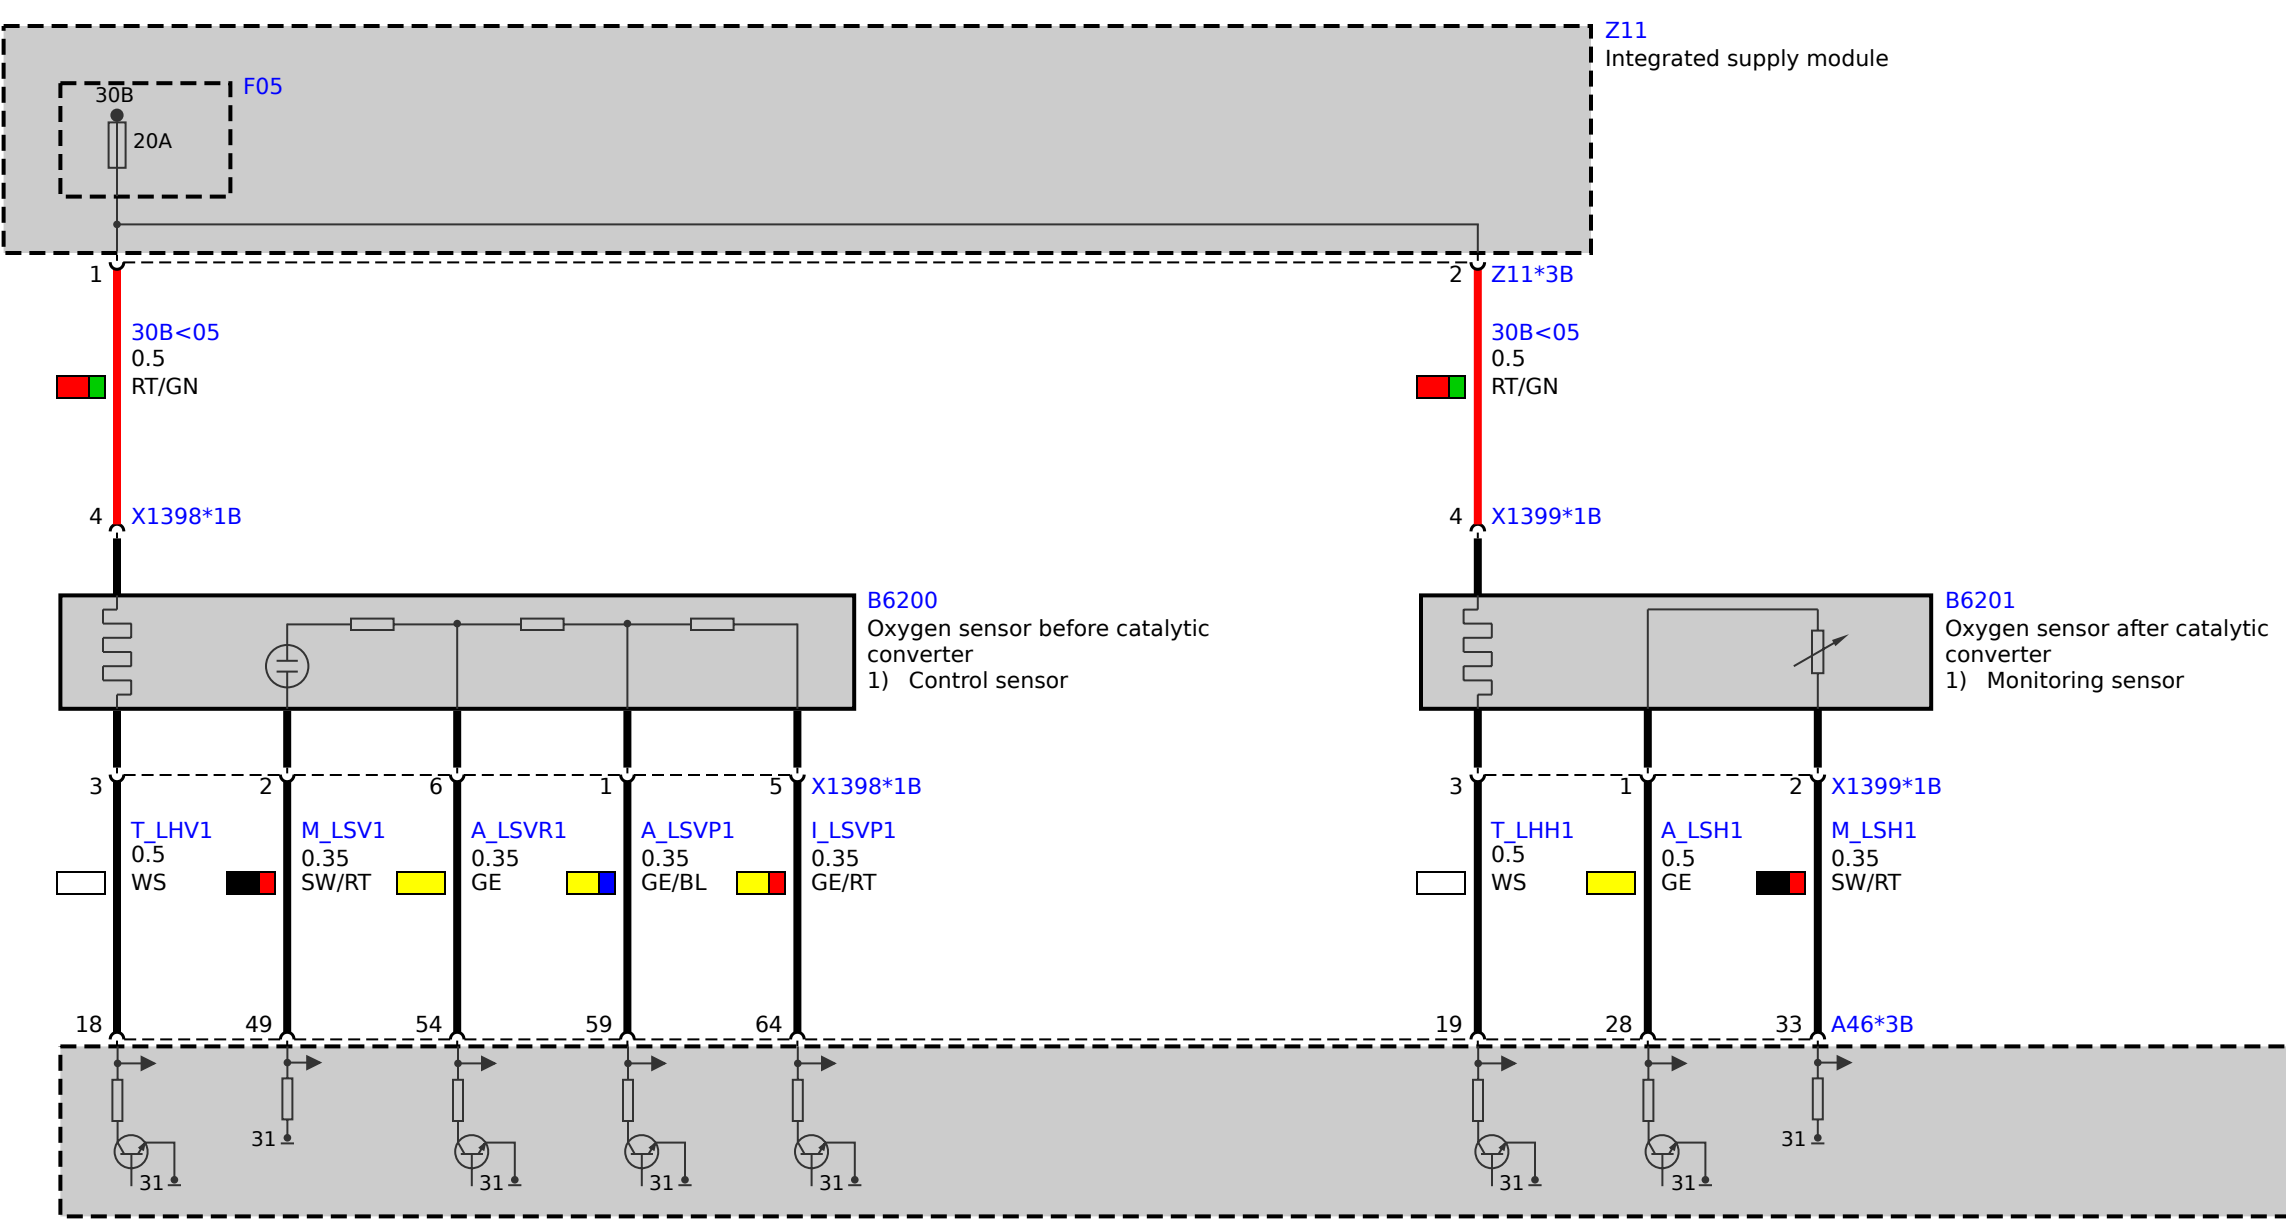 Z11
Integrated supply module
F05
30B
20A
1
2
Z11*3B
30B<05
0.5
RT/GN
30B<05
0.5
RT/GN
4
X1398*1B
4
X1399*1B
B6200
Oxygen sensor before catalytic
converter
1) Control sensor
B6201
Oxygen sensor after catalytic
converter
1) Monitoring sensor
3
2
6
1
5
X1398*1B
3
1
2
X1399*1B
T_LHV1
0.5
WS
M_LSV1
0.35
SW/RT
A_LSVR1
0.35
GE
A_LSVP1
0.35
GE/BL
I_LSVP1
0.35
GE/RT
T_LHH1
0.5
WS
A_LSH1
0.5
GE
M_LSH1
0.35
SW/RT
18
49
54
59
64
19
28
33
A46*3B
31
31
31
31
31
31
31
31